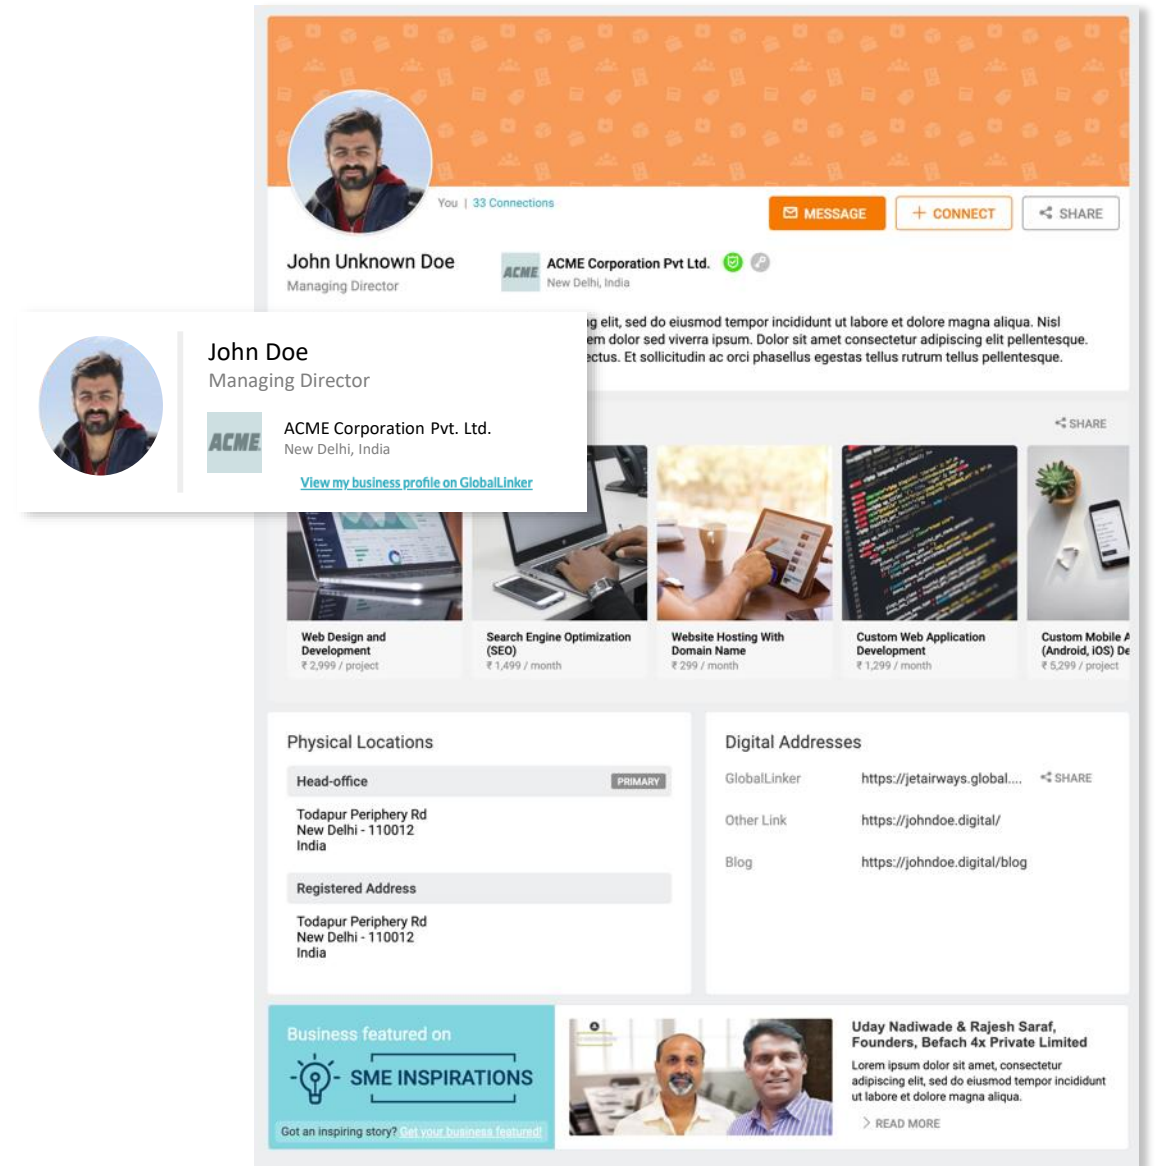 You | 33 Connections
MESSAGE
+ CONNECT
SHARE
John Unknown Doe
Managing Director
ACME
ACME Corporation Pvt Ltd.
New Delhi, India
g elit, sed do eiusmod tempor incididunt ut labore et dolore magna aliqua. Nisl
em dolor sed viverra ipsum. Dolor sit amet consectetur adipiscing elit pellentesque.
ectus. Et sollicitudin ac orci phasellus egestas tellus rutrum tellus pellentesque.
John Doe
Managing Director
ACME
ACME Corporation Pvt. Ltd.
New Delhi, India
View my business profile on GlobalLinker
SHARE
Web Design and
Development
₹ 2,999 / project
Search Engine Optimization
(SEO)
₹ 1,499 / month
Website Hosting With
Domain Name
₹ 299 / month
Custom Web Application
Development
₹ 1,299 / month
Custom Mobile A
(Android, iOS) De
₹ 5,299 / project
Physical Locations
Head-office
PRIMARY
Todapur Periphery Rd
New Delhi - 110012
India
Registered Address
Todapur Periphery Rd
New Delhi - 110012
India
Digital Addresses
GlobalLinker https://jetairways.global.... SHARE
Other Link https://johndoe.digital/
Blog https://johndoe.digital/blog
Business featured on
SME INSPIRATIONS
Got an inspiring story? Get your business featured!
Uday Nadiwade & Rajesh Saraf,
Founders, Befach 4x Private Limited
Lorem ipsum dolor sit amet, consectetur
adipiscing elit, sed do eiusmod tempor incididunt
ut labore et dolore magna aliqua.
READ MORE